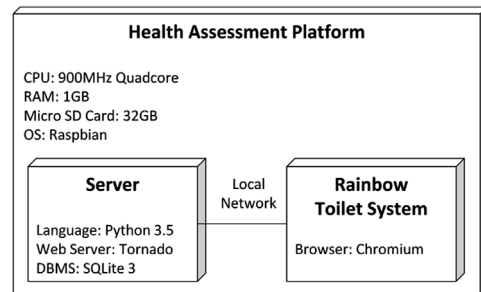 Health Assessment Platform
CPU: 900MHz Quadcore
RAM: 1GB
Micro SD Card: 32GB
OS: Raspbian
Server
Language: Python 3.5
Web Server: Tornado
DBMS: SQLite 3
Local
Network
Rainbow
Toilet System
Browser: Chromium